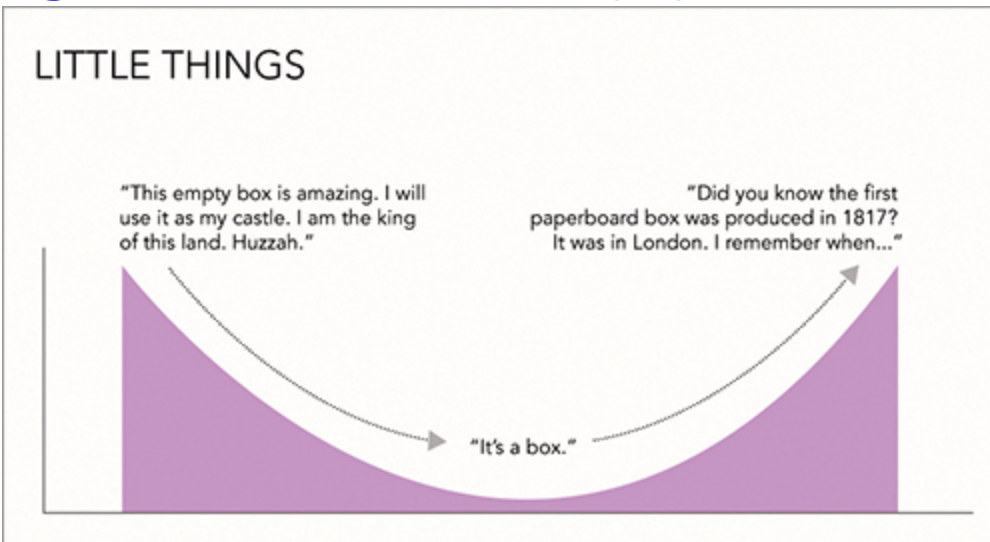 LITTLE THINGS
“This empty box is amazing. I will
use it as my castle. I am the king
of this land. Huzzah.”
“Did you know the first
paperboard box was produced in 1817?
It was in London. I remember when...”
“It’s a box.”